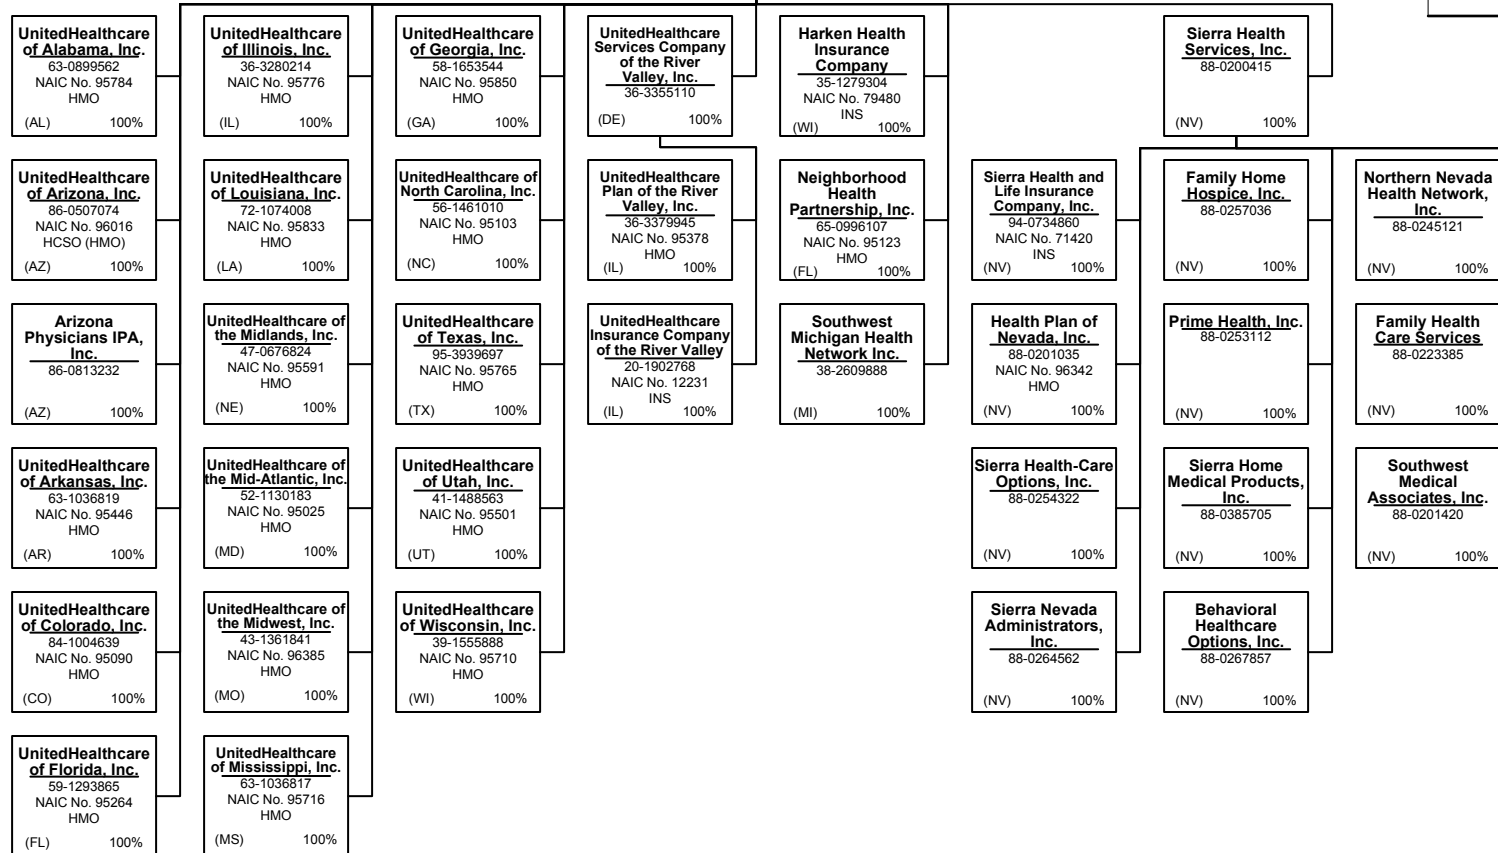 UnitedHealthcare
of Alabama, Inc.
63-0899562
NAIC No. 95784
HMO
(AL) 100%
UnitedHealthcare
of Illinois, Inc.
36-3280214
NAIC No. 95776
HMO
(IL) 100%
UnitedHealthcare
of Georgia, Inc.
58-1653544
NAIC No. 95850
HMO
(GA) 100%
UnitedHealthcare
Services Company
of the River
Valley, Inc.
36-3355110
(DE) 100%
Harken Health
Insurance
Company
35-1279304
NAIC No. 79480
INS
(WI) 100%
Sierra Health
Services, Inc.
88-0200415
(NV) 100%
UnitedHealthcare
of Arizona, Inc.
86-0507074
NAIC No. 96016
HCSO (HMO)
(AZ) 100%
UnitedHealthcare
of Louisiana, Inc.
72-1074008
NAIC No. 95833
HMO
(LA) 100%
UnitedHealthcare of
North Carolina, Inc.
56-1461010
NAIC No. 95103
HMO
(NC) 100%
UnitedHealthcare
Plan of the River
Valley, Inc.
36-3379945
NAIC No. 95378
HMO
(IL) 100%
Neighborhood
Health
Partnership, Inc.
65-0996107
NAIC No. 95123
HMO
(FL) 100%
Sierra Health and
Life Insurance
Company, Inc.
94-0734860
NAIC No. 71420
INS
(NV) 100%
Family Home
Hospice, Inc.
88-0257036
(NV) 100%
Northern Nevada
Health Network,
Inc.
88-0245121
(NV) 100%
Arizona
Physicians IPA,
Inc.
86-0813232
(AZ) 100%
UnitedHealthcare of
the Midlands, Inc.
47-0676824
NAIC No. 95591
HMO
(NE) 100%
UnitedHealthcare
of Texas, Inc.
95-3939697
NAIC No. 95765
HMO
(TX) 100%
UnitedHealthcare
Insurance Company
of the River Valley
20-1902768
NAIC No. 12231
INS
(IL) 100%
Southwest
Michigan Health
Network Inc.
38-2609888
(MI) 100%
Health Plan of
Nevada, Inc.
88-0201035
NAIC No. 96342
HMO
(NV) 100%
Prime Health, Inc.
88-0253112
(NV) 100%
Family Health
Care Services
88-0223385
(NV) 100%
UnitedHealthcare
of Arkansas, Inc.
63-1036819
NAIC No. 95446
HMO
(AR) 100%
UnitedHealthcare of
the Mid-Atlantic, Inc.
52-1130183
NAIC No. 95025
HMO
(MD) 100%
UnitedHealthcare
of Utah, Inc.
41-1488563
NAIC No. 95501
HMO
(UT) 100%
Sierra Health-Care
Options, Inc.
88-0254322
(NV) 100%
Sierra Home
Medical Products,
Inc.
88-0385705
(NV) 100%
Southwest
Medical
Associates, Inc.
88-0201420
(NV) 100%
UnitedHealthcare
of Colorado, Inc.
84-1004639
NAIC No. 95090
HMO
(CO) 100%
UnitedHealthcare of
the Midwest, Inc.
43-1361841
NAIC No. 96385
HMO
(MO) 100%
UnitedHealthcare
of Wisconsin, Inc.
39-1555888
NAIC No. 95710
HMO
(WI) 100%
Sierra Nevada
Administrators,
Inc.
88-0264562
(NV) 100%
Behavioral
Healthcare
Options, Inc.
88-0267857
(NV) 100%
UnitedHealthcare
of Florida, Inc.
59-1293865
NAIC No. 95264
HMO
(FL) 100%
UnitedHealthcare
of Mississippi, Inc.
63-1036817
NAIC No. 95716
HMO
(MS) 100%